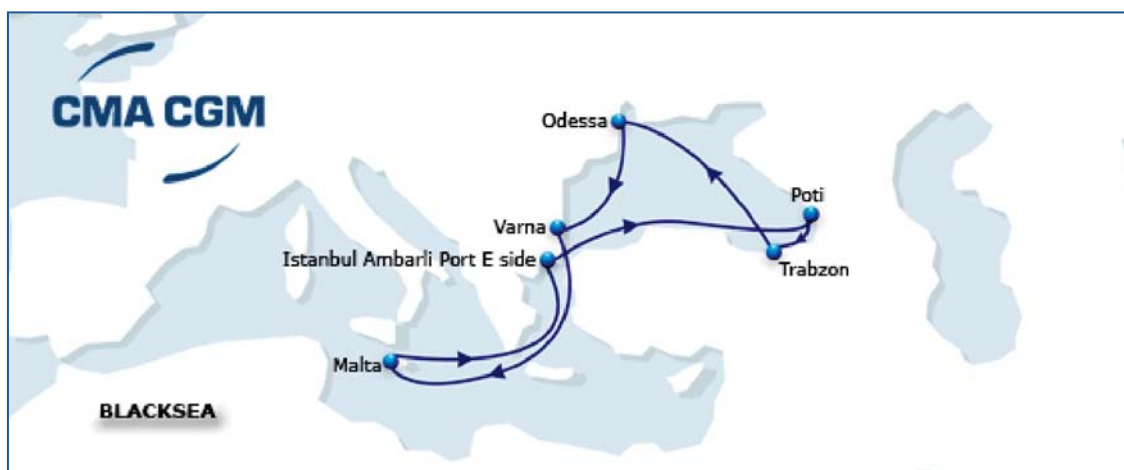 CMA CGM
Odessa
Poti
Varna
Istanbul Ambarli Port E side
Trabzon
Malta
BLACKSEA